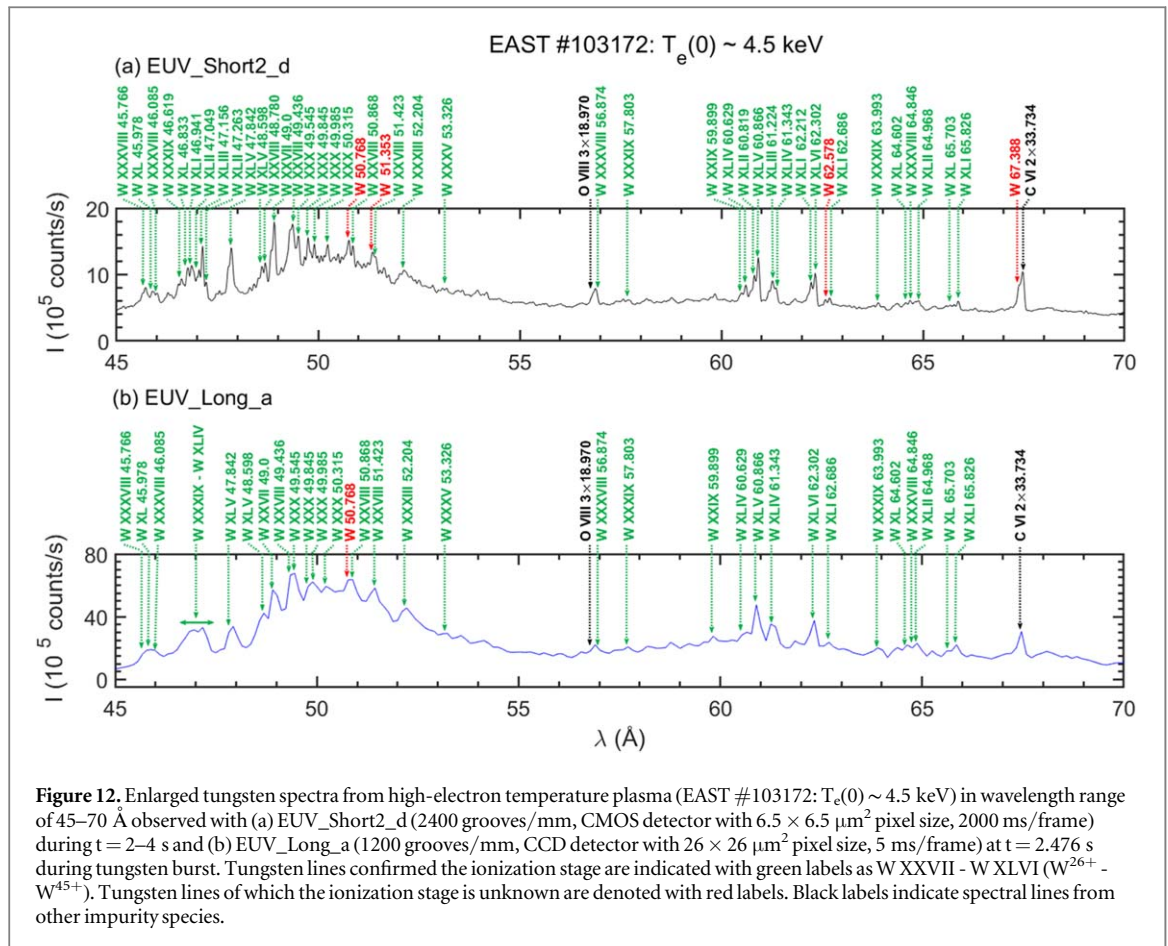 EAST #103172: Te(0) ~ 4.5 keV
(a) EUV_Short2_d
W XXXVIII 45.766
W XL 45.978
W XXXVIII 46.085
W XXXIX 46.619
W XL 46.833
W XLI 46.941
W XLII 47.049
W XLIII 47.156
W XLII 47.263
W XLV 47.842
W XLV 48.598
W XXVIII 48.780
W XXVII 49.0
W XXVIII 49.436
W XXIX 49.545
W XXX 49.845
W XXX 49.985
W XXX 50.315
W 50.768
W XXVIII 50.868
W 51.353
W XXVIII 51.423
W XXXIII 52.204
W XXXV 53.326
O VIII 3×18.970
W XXXVIII 56.874
W XXXIX 57.803
W XXIX 59.899
W XLIV 60.629
W XLII 60.819
W XLV 60.866
W XLIII 61.224
W XLIV 61.343
W XLI 62.212
W XLVI 62.302
W 62.578
W XLI 62.686
W XXXIX 63.993
W XL 64.602
W XXXVIII 64.846
W XLII 64.968
W XL 65.703
W XLI 65.826
W 67.388
C VI 2×33.734
I (10⁵ counts/s)
20
10
0
45 50 55 60 65 70
(b) EUV_Long_a
W XXXVIII 45.766
W XL 45.978
W XXXVIII 46.085
W XXXIX - W XLIV
W XLV 47.842
W XLV 48.598
W XXVII 49.0
W XXVIII 49.436
W XXIX 49.545
W XXX 49.845
W XXX 49.985
W XXX 50.315
W 50.768
W XXVIII 50.868
W XXVIII 51.423
W XXXIII 52.204
W XXXV 53.326
O VIII 3×18.970
W XXXVIII 56.874
W XXXIX 57.803
W XXIX 59.899
W XLIV 60.629
W XLV 60.866
W XLIV 61.343
W XLVI 62.302
W XLI 62.686
W XXXIX 63.993
W XL 64.602
W XXXVIII 64.846
W XLII 64.968
W XL 65.703
W XLI 65.826
C VI 2×33.734
I (10⁵ counts/s)
80
40
0
45 50 55 60 65 70
λ (Å)
Figure 12. Enlarged tungsten spectra from high-electron temperature plasma (EAST #103172: Te(0) ~ 4.5 keV) in wavelength range
of 45–70 Å observed with (a) EUV_Short2_d (2400 grooves/mm, CMOS detector with 6.5 × 6.5 μm² pixel size, 2000 ms/frame)
during t = 2–4 s and (b) EUV_Long_a (1200 grooves/mm, CCD detector with 26 × 26 μm² pixel size, 5 ms/frame) at t = 2.476 s
during tungsten burst. Tungsten lines confirmed the ionization stage are indicated with green labels as W XXVII - W XLVI (W²⁶⁺ -
W⁴⁵⁺). Tungsten lines of which the ionization stage is unknown are denoted with red labels. Black labels indicate spectral lines from
other impurity species.